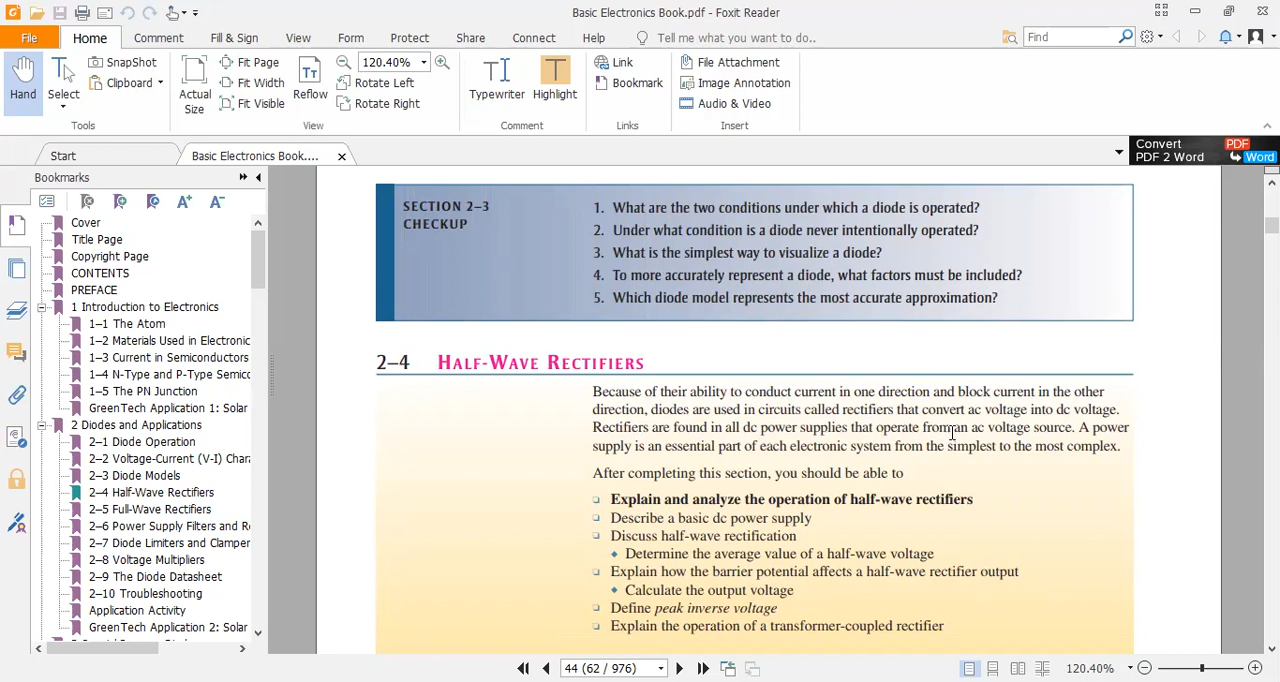 Basic Electronics Book.pdf - Foxit Reader
File Home Comment Fill & Sign View Form Protect Share Connect Help Tell me what you want to do.. Find
Hand
Select
SnapShot
Clipboard
Tools
Actual
Size
Fit Page
Fit Width
Fit Visible
Reflow
120.40%
Rotate Left
Rotate Right
View
Typewriter
Highlight
Comment
Link
Bookmark
Links
File Attachment
Image Annotation
Audio & Video
Insert
Start
Basic Electronics Book....
Convert PDF
PDF 2 Word Word
Bookmarks
Cover
Title Page
Copyright Page
CONTENTS
PREFACE
1 Introduction to Electronics
1–1 The Atom
1–2 Materials Used in Electronic
1–3 Current in Semiconductors
1–4 N-Type and P-Type Semic
1–5 The PN Junction
GreenTech Application 1: Solar
2 Diodes and Applications
2–1 Diode Operation
2–2 Voltage-Current (V-I) Chara
2–3 Diode Models
2–4 Half-Wave Rectifiers
2–5 Full-Wave Rectifiers
2–6 Power Supply Filters and R
2–7 Diode Limiters and Clamper
2–8 Voltage Multipliers
2–9 The Diode Datasheet
2–10 Troubleshooting
Application Activity
GreenTech Application 2: Solar
SECTION 2–3
CHECKUP
1. What are the two conditions under which a diode is operated?
2. Under what condition is a diode never intentionally operated?
3. What is the simplest way to visualize a diode?
4. To more accurately represent a diode, what factors must be included?
5. Which diode model represents the most accurate approximation?
2–4 HALF-WAVE RECTIFIERS
Because of their ability to conduct current in one direction and block current in the other
direction, diodes are used in circuits called rectifiers that convert ac voltage into dc voltage.
Rectifiers are found in all dc power supplies that operate from an ac voltage source. A power
supply is an essential part of each electronic system from the simplest to the most complex.
After completing this section, you should be able to
❏ Explain and analyze the operation of half-wave rectifiers
❏ Describe a basic dc power supply
❏ Discuss half-wave rectification
◆ Determine the average value of a half-wave voltage
❏ Explain how the barrier potential affects a half-wave rectifier output
◆ Calculate the output voltage
❏ Define peak inverse voltage
❏ Explain the operation of a transformer-coupled rectifier
44 (62 / 976)
120.40%